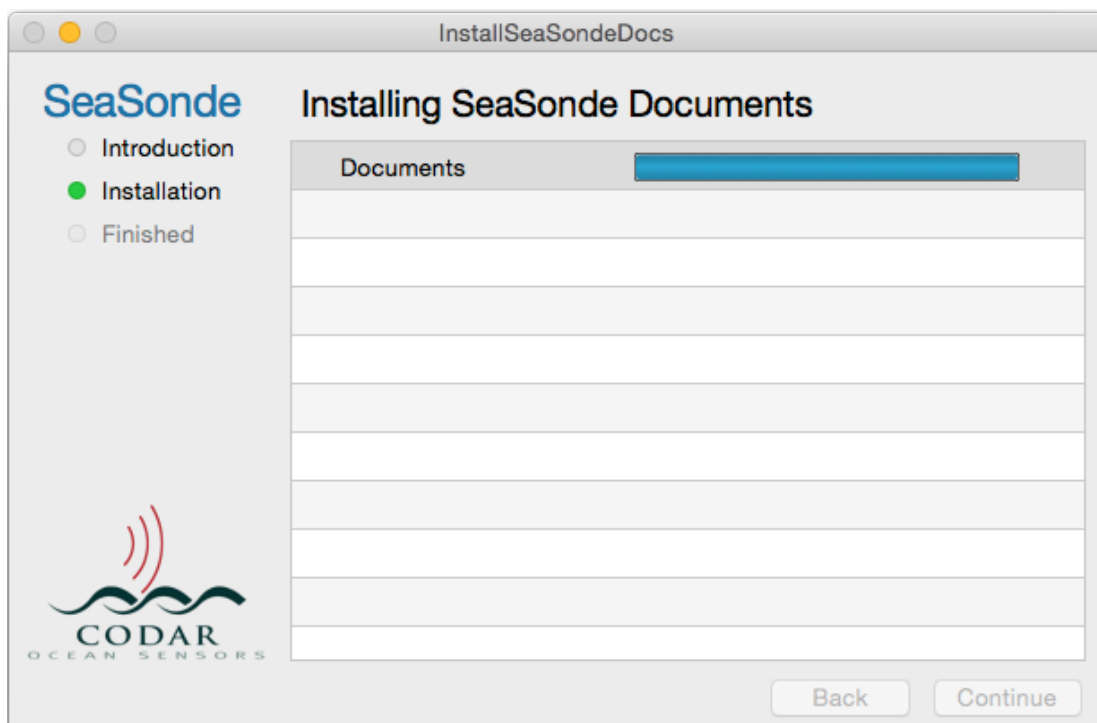 InstallSeaSondeDocs
SeaSonde
Introduction
Installation
Finished
CODAR
OCEAN SENSORS
Installing SeaSonde Documents
Documents
Back
Continue